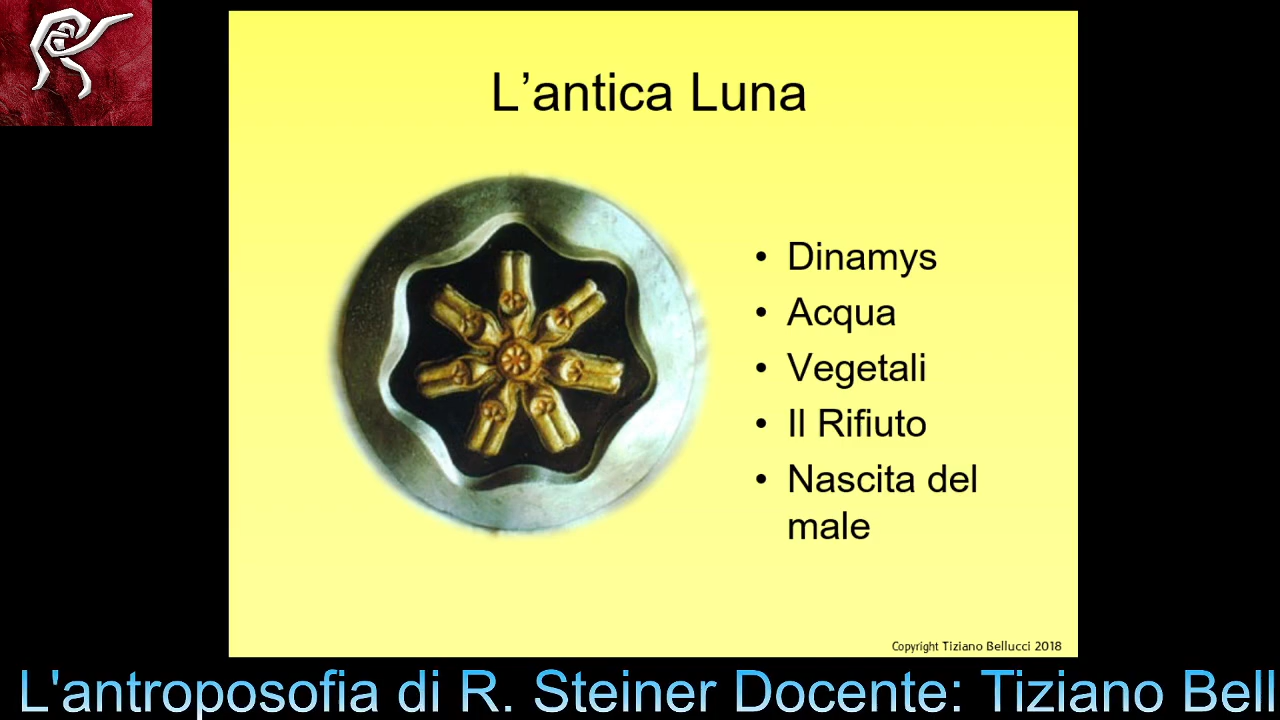 L’antica Luna
• Dinamys
• Acqua
• Vegetali
• Il Rifiuto
• Nascita del
male
Copyright Tiziano Bellucci 2018
L'antroposofia di R. Steiner Docente: Tiziano Bell